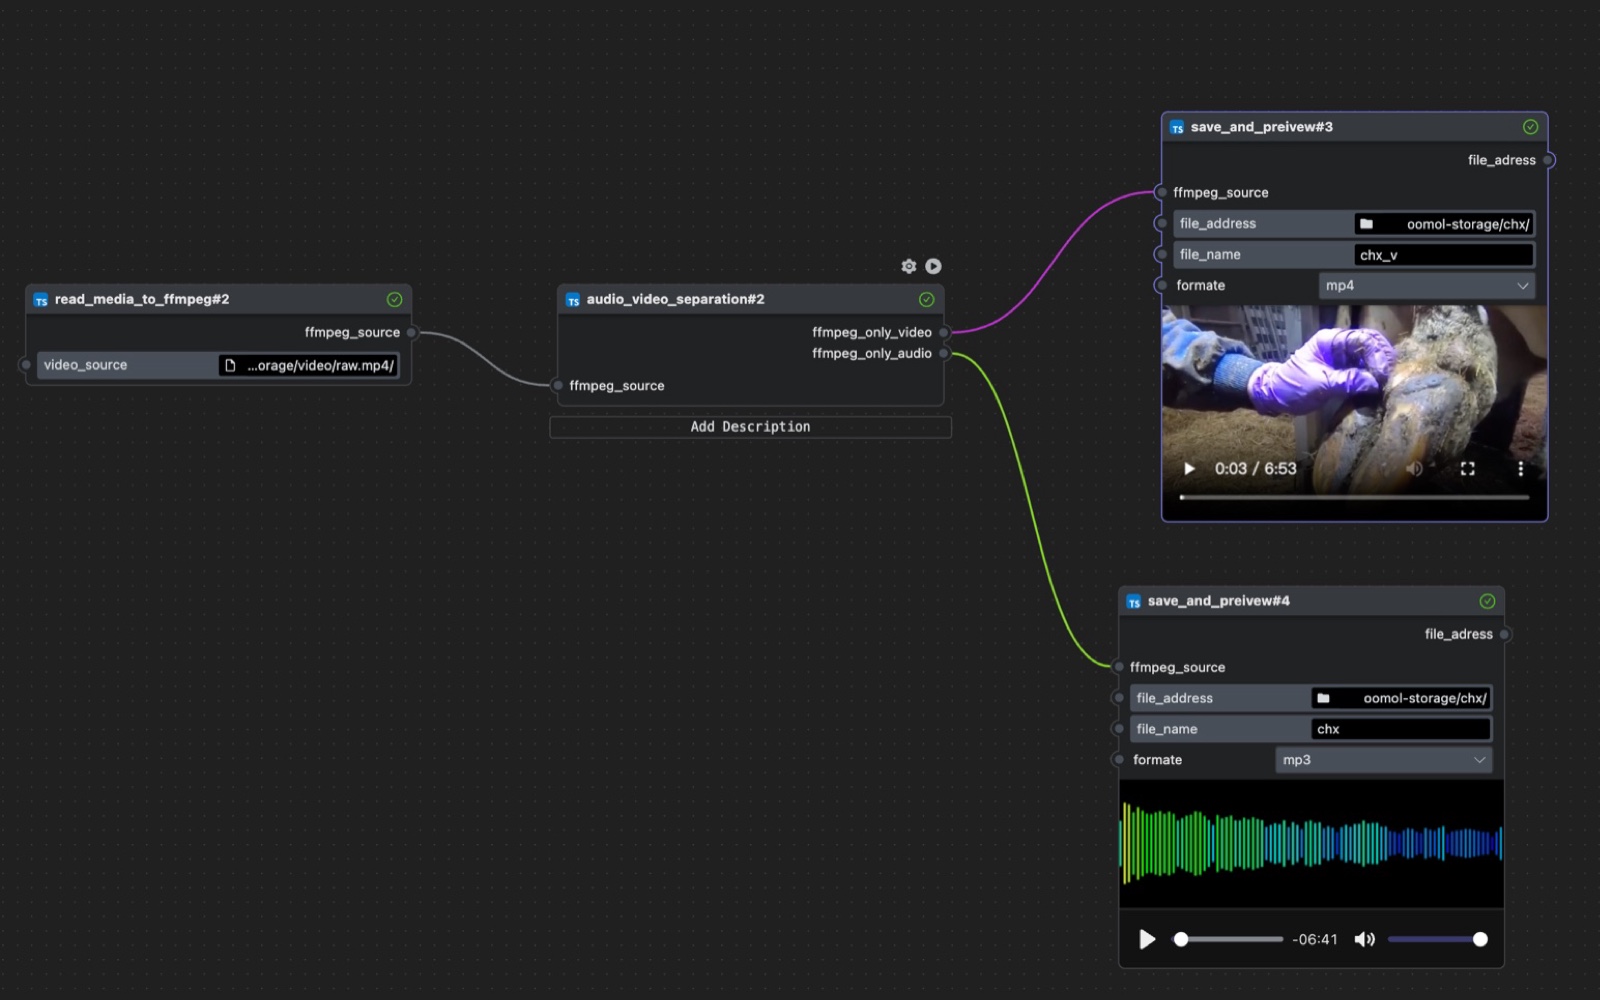 TS read_media_to_ffmpeg#2
ffmpeg_source
video_source ...orage/video/raw.mp4/
TS audio_video_separation#2
ffmpeg_only_video
ffmpeg_only_audio
ffmpeg_source
Add Description
TS save_and_preivew#3
file_adress
ffmpeg_source
file_address oomol-storage/chx/
file_name chx_v
formate mp4
0:03 / 6:53
TS save_and_preivew#4
file_adress
ffmpeg_source
file_address oomol-storage/chx/
file_name chx
formate mp3
-06:41